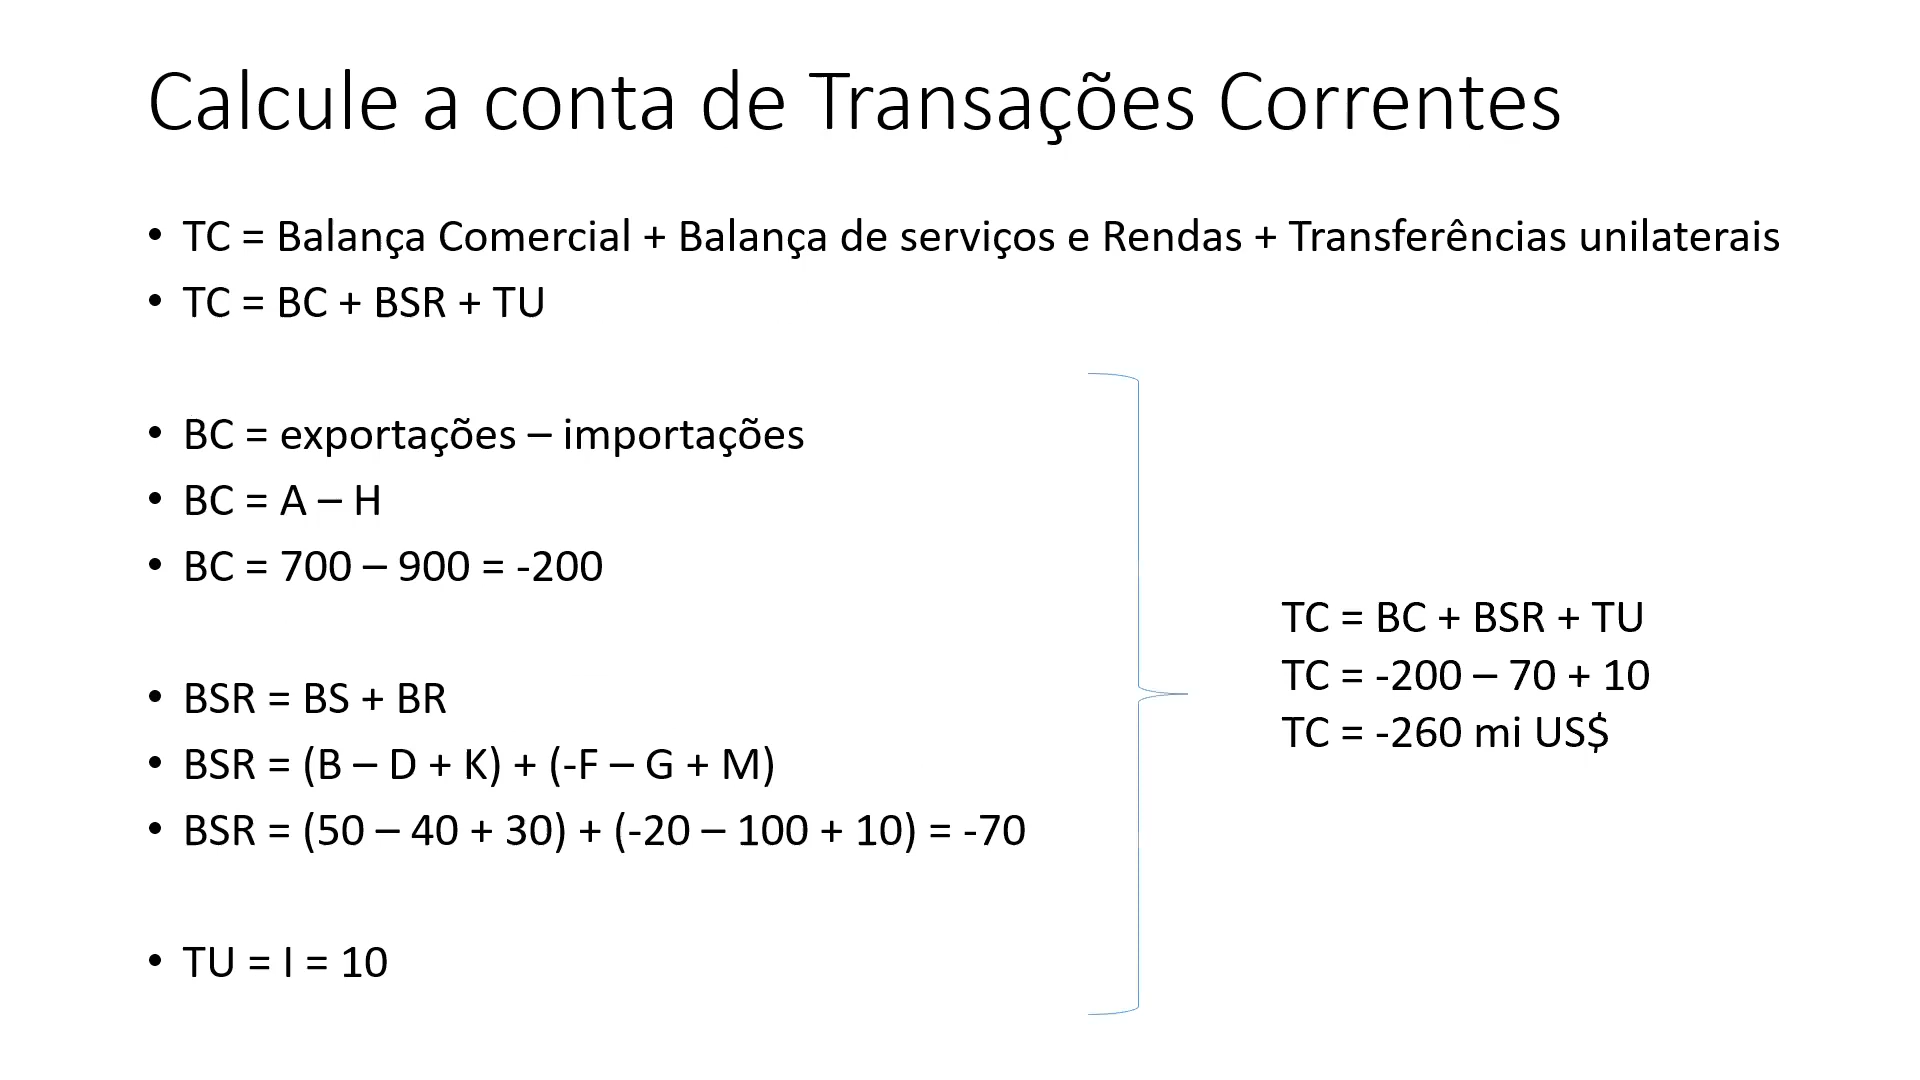 Calcule a conta de Transações Correntes
• TC = Balança Comercial + Balança de serviços e Rendas + Transferências unilaterais
• TC = BC + BSR + TU
• BC = exportações – importações
• BC = A – H
• BC = 700 – 900 = -200
• BSR = BS + BR
• BSR = (B – D + K) + (-F – G + M)
• BSR = (50 – 40 + 30) + (-20 – 100 + 10) = -70
• TU = I = 10
TC = BC + BSR + TU
TC = -200 – 70 + 10
TC = -260 mi US$